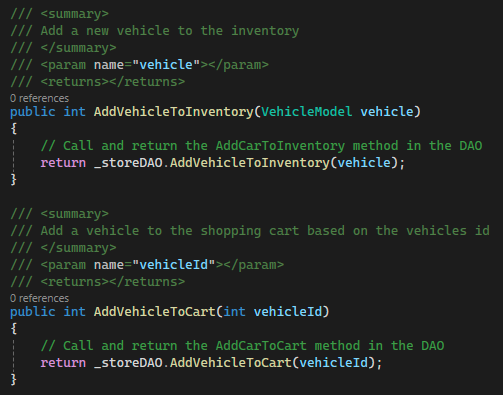 /// <summary>
/// Add a new vehicle to the inventory
/// </summary>
/// <param name="vehicle"></param>
/// <returns></returns>
0 references
public int AddVehicleToInventory(VehicleModel vehicle)
{
// Call and return the AddCarToInventory method in the DAO
return _storeDAO.AddVehicleToInventory(vehicle);
}
/// <summary>
/// Add a vehicle to the shopping cart based on the vehicles id
/// </summary>
/// <param name="vehicleId"></param>
/// <returns></returns>
0 references
public int AddVehicleToCart(int vehicleId)
{
// Call and return the AddCarToCart method in the DAO
return _storeDAO.AddVehicleToCart(vehicleId);
}